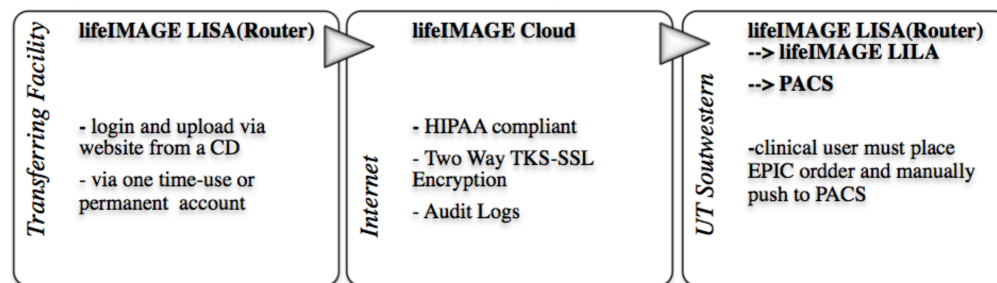 Transferring Facility
lifeIMAGE LISA(Router)
- login and upload via
website from a CD
- via one time-use or
permanent account
Internet
lifeIMAGE Cloud
- HIPAA compliant
- Two Way TKS-SSL
Encryption
- Audit Logs
UT Soutwestern
lifeIMAGE LISA(Router)
--> lifeIMAGE LILA
--> PACS
-clinical user must place
EPIC ordder and manually
push to PACS